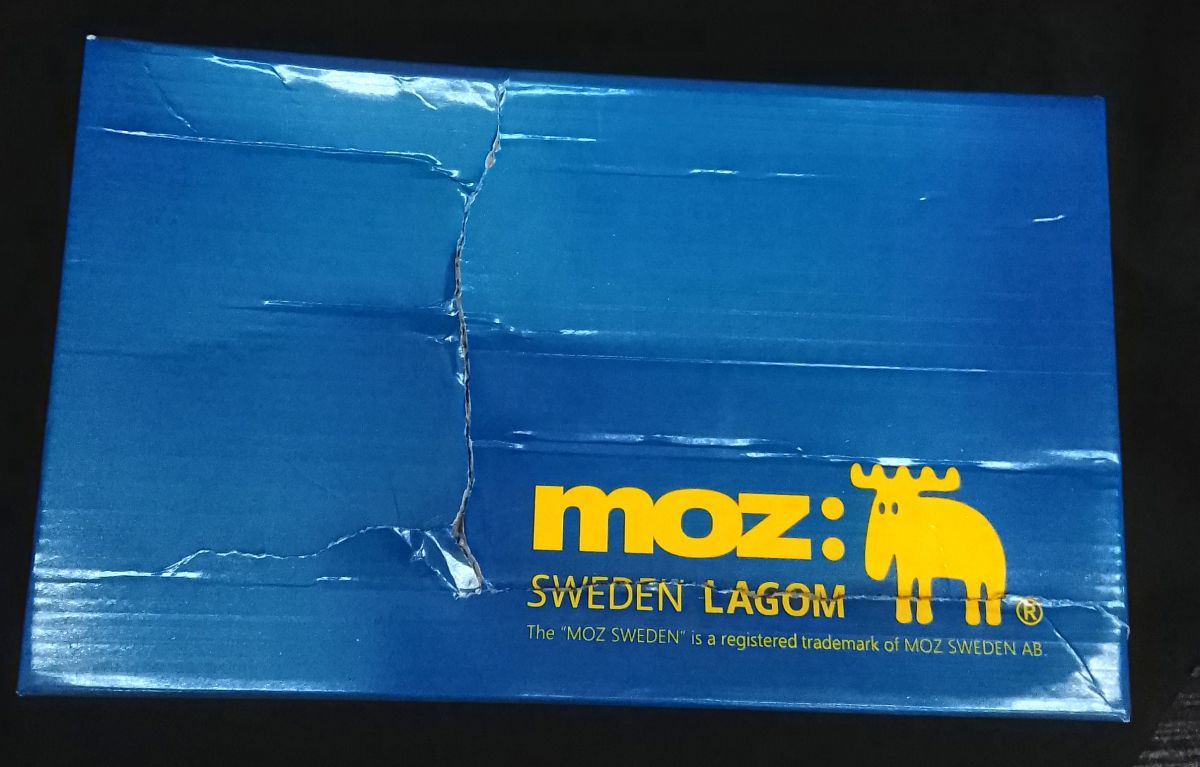 moz:
SWEDEN LAGOM ®
The "MOZ SWEDEN" is a registered trademark of MOZ SWEDEN AB.